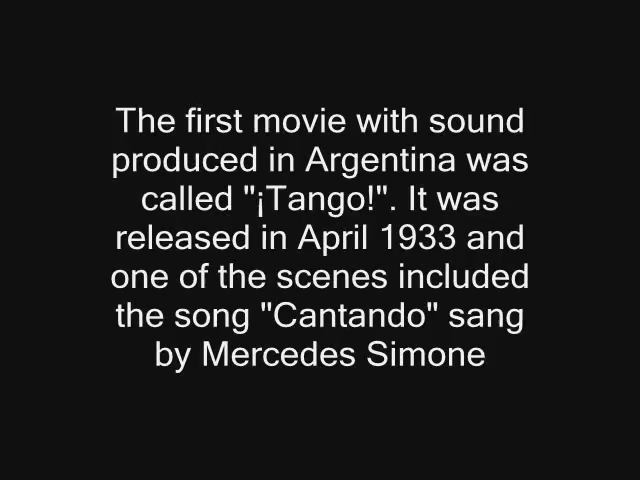 The first movie with sound
produced in Argentina was
called "¡Tango!". It was
released in April 1933 and
one of the scenes included
the song "Cantando" sang
by Mercedes Simone